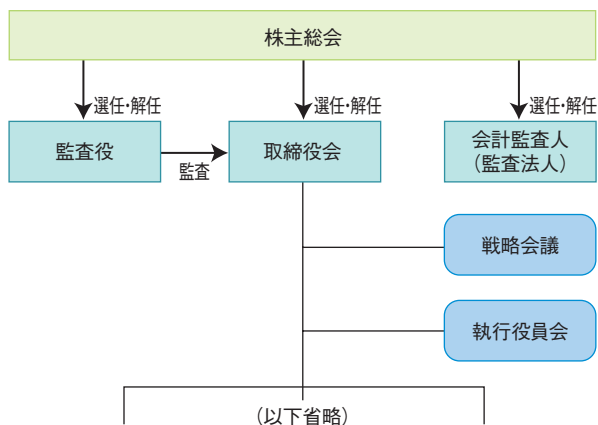 株主総会
選任・解任
選任・解任
選任・解任
監査役
監査
取締役会
会計監査人
（監査法人）
戦略会議
執行役員会
（以下省略）